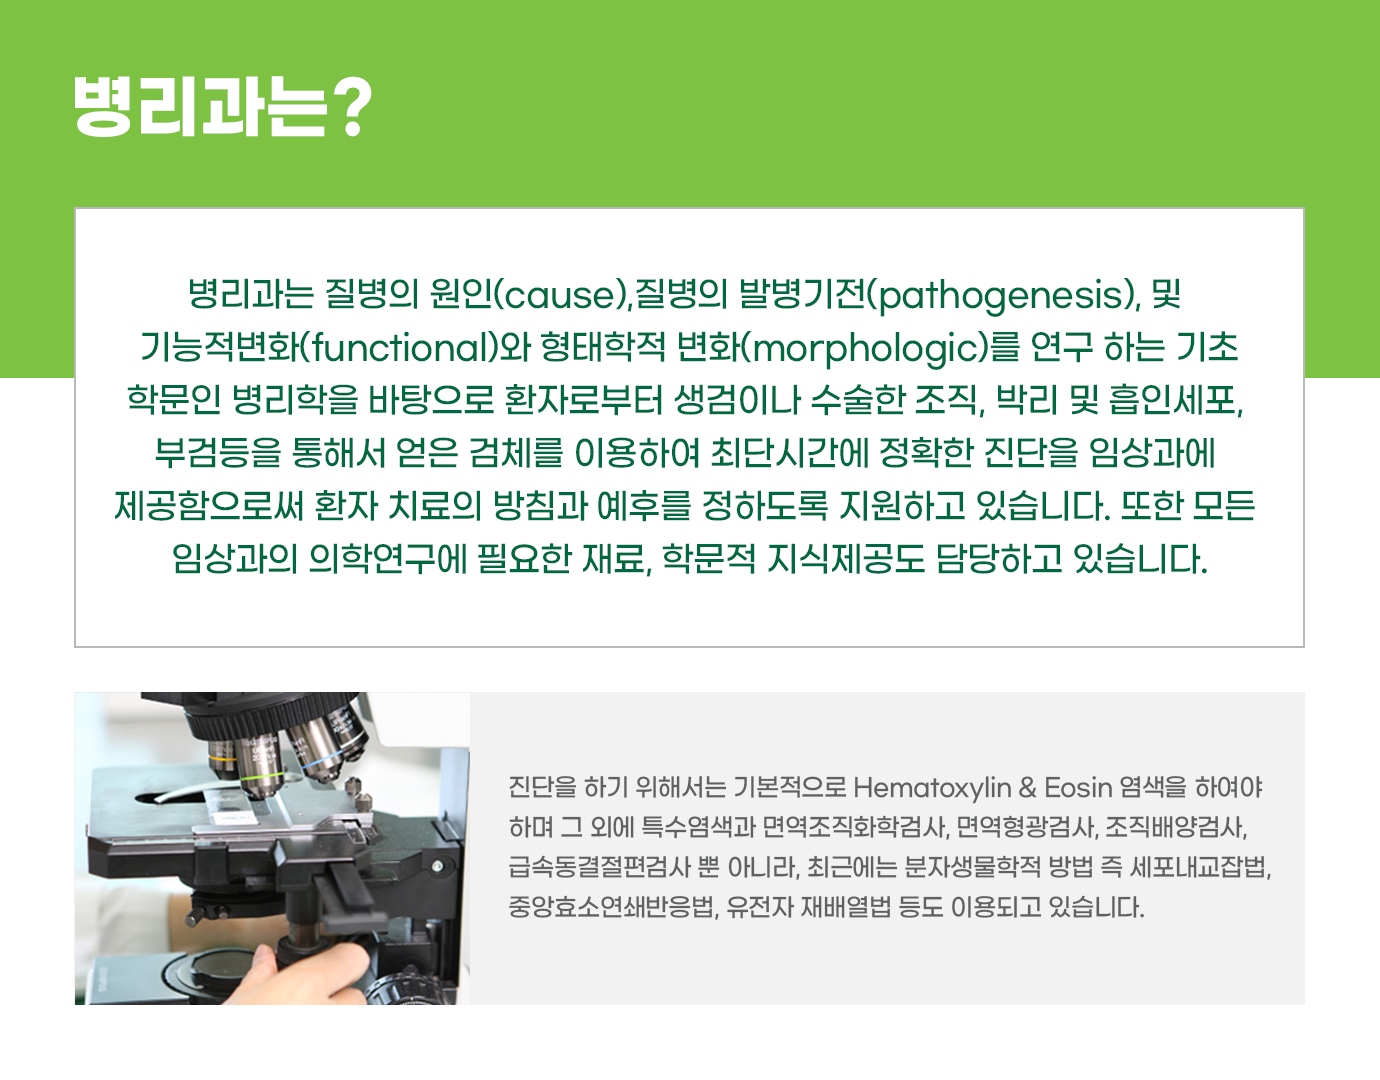 병리과는?
병리과는 질병의 원인(cause),질병의 발병기전(pathogenesis), 및
기능적변화(functional)와 형태학적 변화(morphologic)를 연구 하는 기초
학문인 병리학을 바탕으로 환자로부터 생검이나 수술한 조직, 박리 및 흡인세포,
부검등을 통해서 얻은 검체를 이용하여 최단시간에 정확한 진단을 임상과에
제공함으로써 환자 치료의 방침과 예후를 정하도록 지원하고 있습니다. 또한 모든
임상과의 의학연구에 필요한 재료, 학문적 지식제공도 담당하고 있습니다.
진단을 하기 위해서는 기본적으로 Hematoxylin & Eosin 염색을 하여야
하며 그 외에 특수염색과 면역조직화학검사, 면역형광검사, 조직배양검사,
급속동결절편검사 뿐 아니라, 최근에는 분자생물학적 방법 즉 세포내교잡법,
중앙효소연쇄반응법, 유전자 재배열법 등도 이용되고 있습니다.